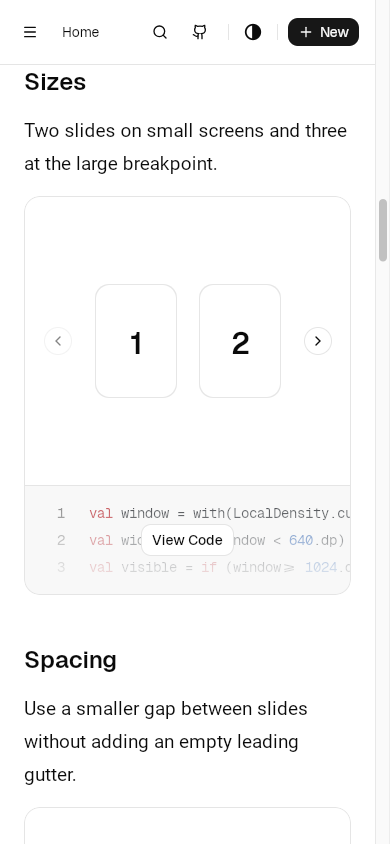 Home
New
Sizes
Two slides on small screens and three
at the large breakpoint.
1
2
1 val window = with(LocalDensity.cu
2 val ndow < 640.dp)
View Code
3 val visible = if (window >= 1024.d
Spacing
Use a smaller gap between slides
without adding an empty leading
gutter.